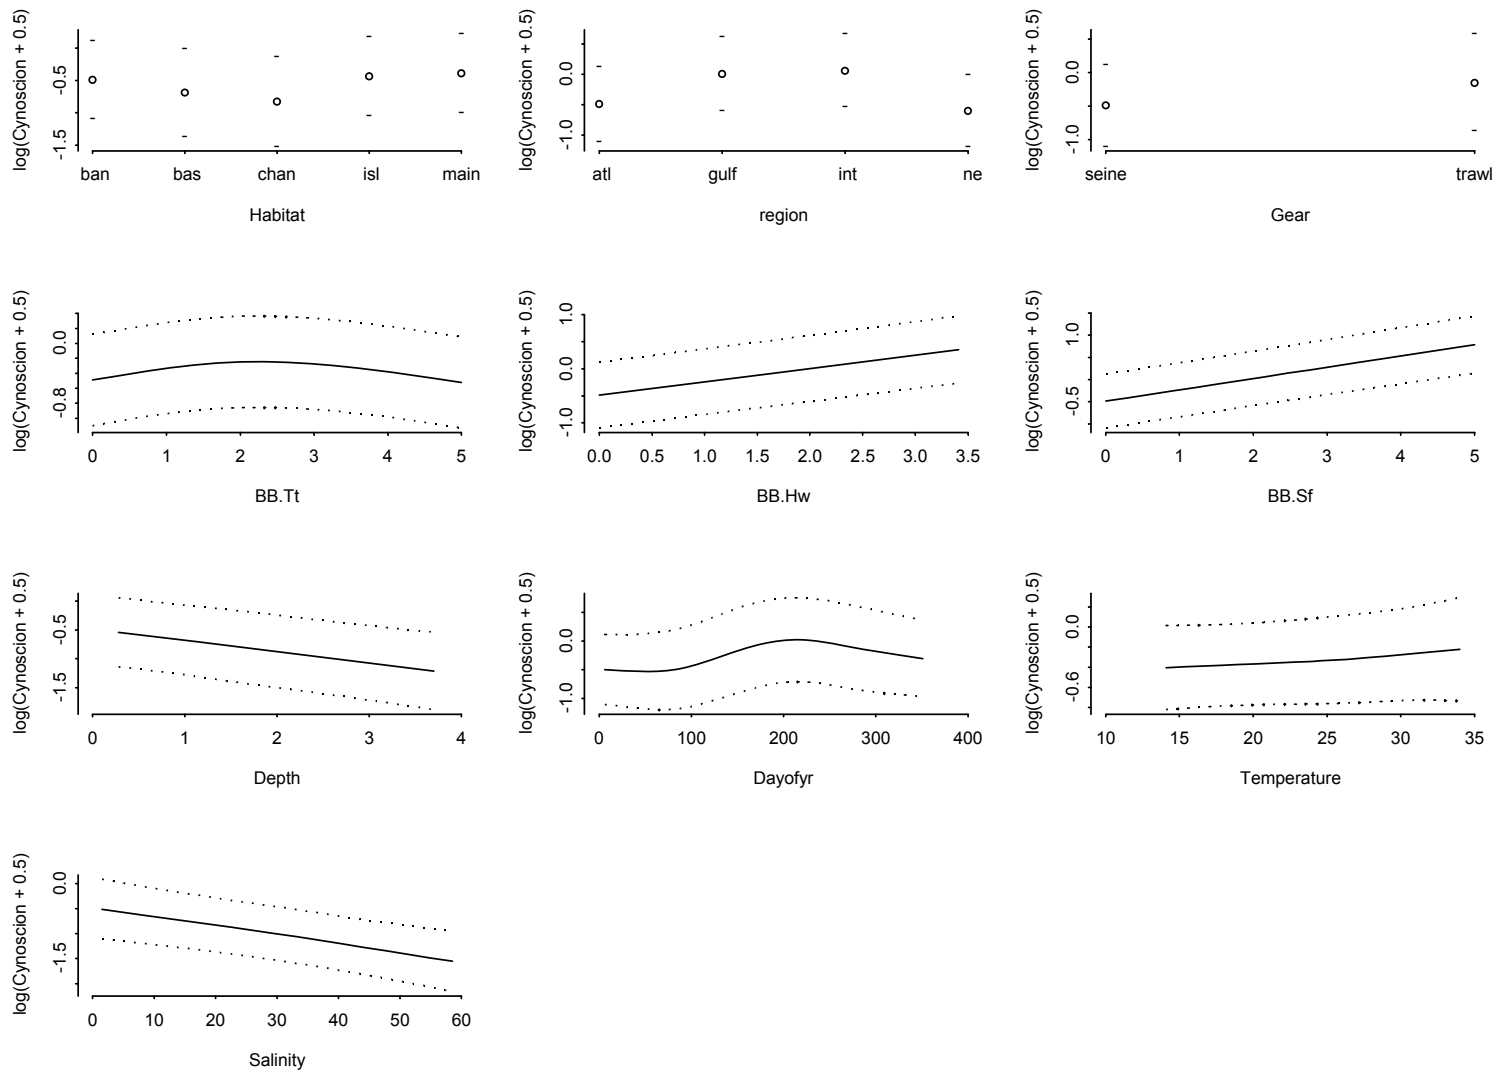 log(Cynoscion + 0.5)
-0.5
-1.5
ban bas chan isl main
Habitat
log(Cynoscion + 0.5)
0.0
-1.0
atl gulf int ne
region
log(Cynoscion + 0.5)
0.0
-1.0
seine trawl
Gear
log(Cynoscion + 0.5)
0.0
-0.8
0 1 2 3 4 5
BB.Tt
log(Cynoscion + 0.5)
1.0
0.0
-1.0
0.0 0.5 1.0 1.5 2.0 2.5 3.0 3.5
BB.Hw
log(Cynoscion + 0.5)
1.0
-0.5
0 1 2 3 4 5
BB.Sf
log(Cynoscion + 0.5)
-0.5
-1.5
0 1 2 3 4
Depth
log(Cynoscion + 0.5)
0.0
-1.0
0 100 200 300 400
Dayofyr
log(Cynoscion + 0.5)
0.0
-0.6
10 15 20 25 30 35
Temperature
log(Cynoscion + 0.5)
0.0
-1.5
0 10 20 30 40 50 60
Salinity